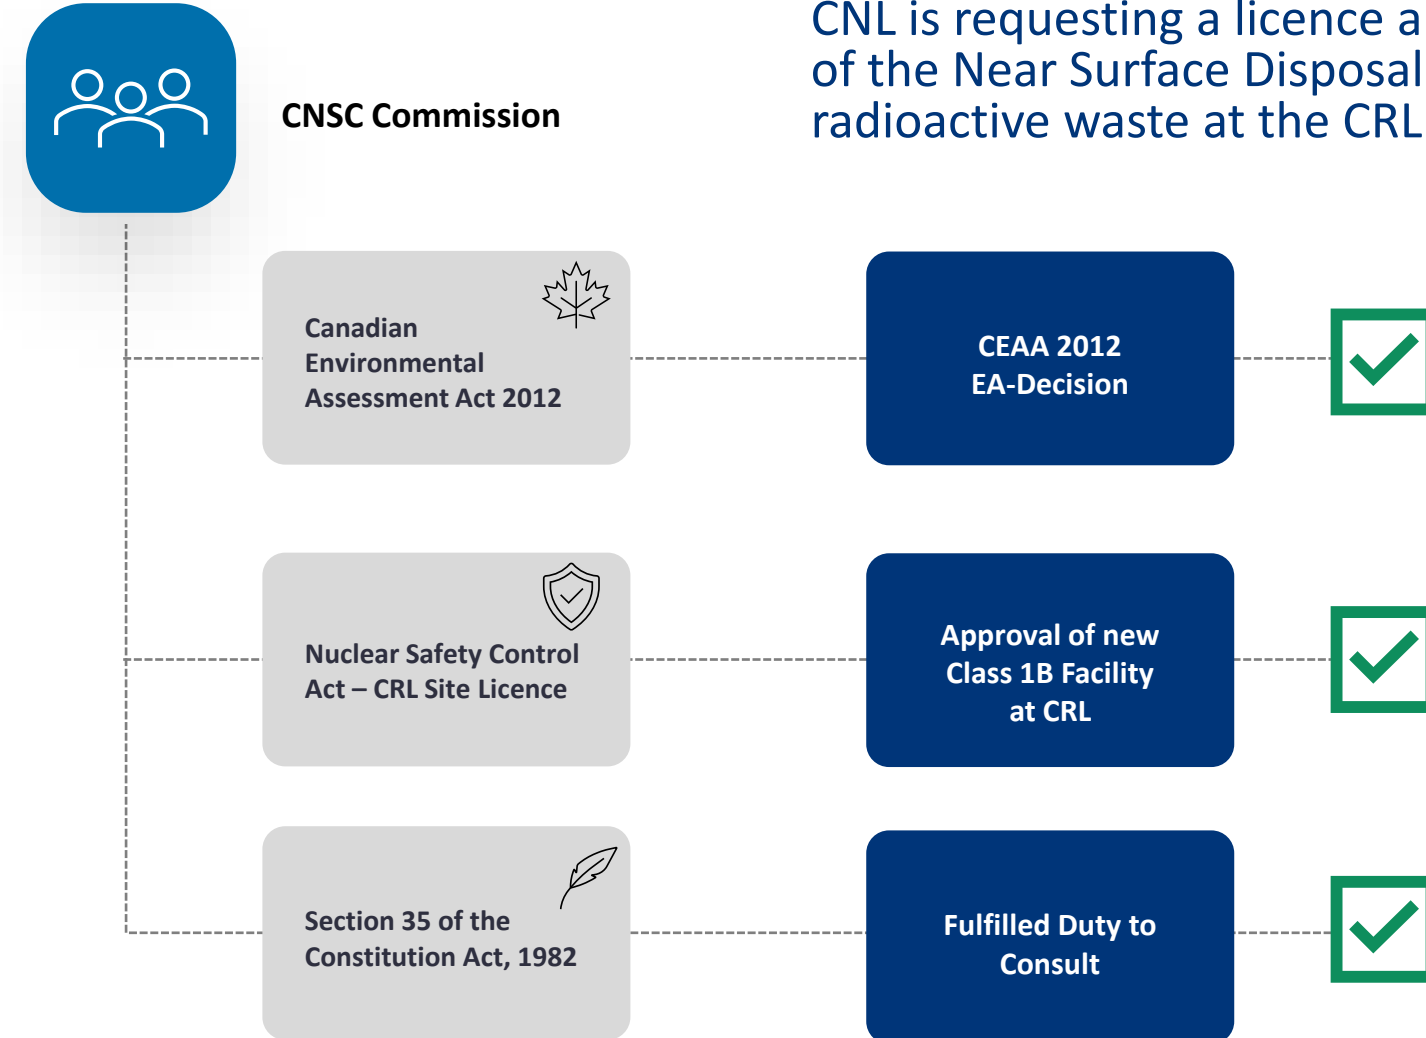 CNL is requesting a licence a
of the Near Surface Disposal
radioactive waste at the CRL
CNSC Commission
Canadian
Environmental
Assessment Act 2012
CEAA 2012
EA-Decision
Nuclear Safety Control
Act – CRL Site Licence
Approval of new
Class 1B Facility
at CRL
Section 35 of the
Constitution Act, 1982
Fulfilled Duty to
Consult